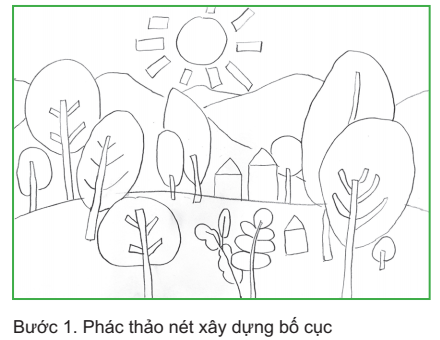 Bước 1. Phác thảo nét xây dựng bố cục